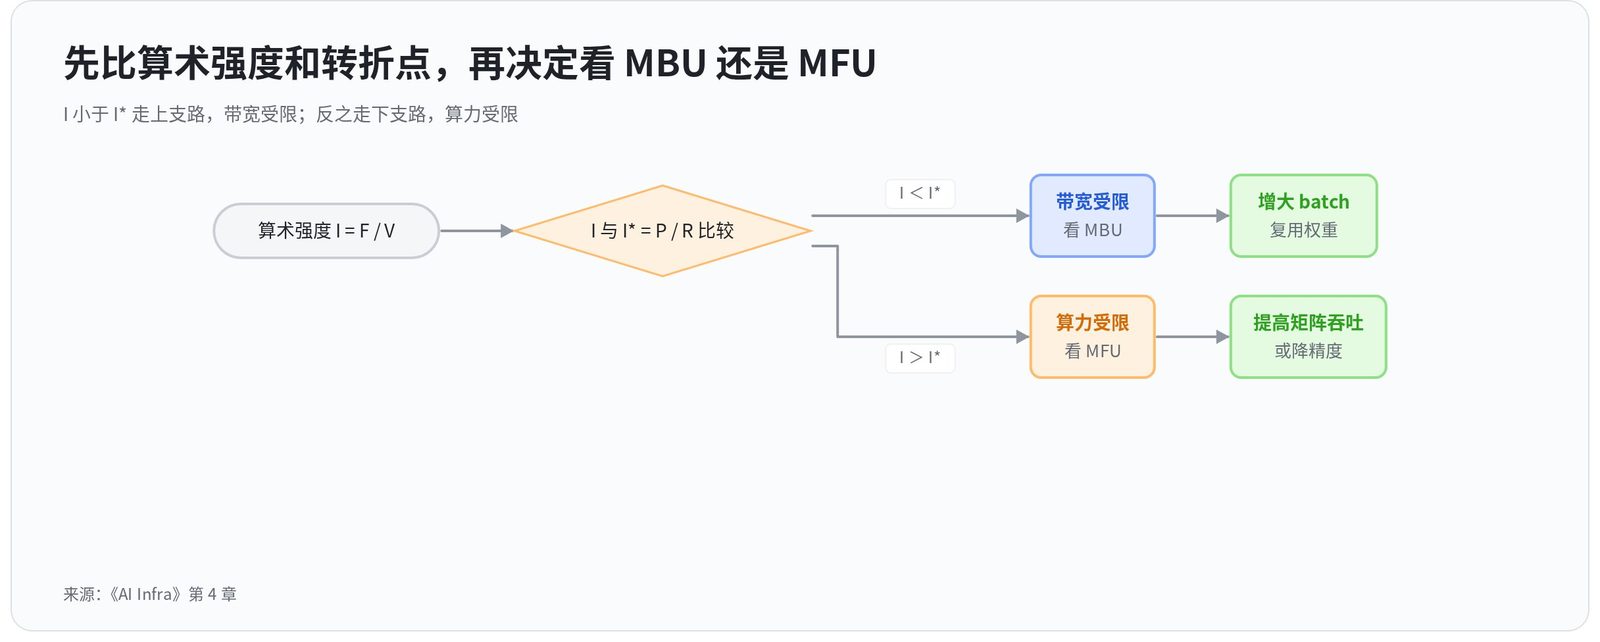 先比算术强度和转折点，再决定看 MBU 还是 MFU
I 小于 I* 走上支路，带宽受限；反之走下支路，算力受限
算术强度 I = F / V
I 与 I* = P / R 比较
I < I*
带宽受限
看 MBU
增大 batch
复用权重
I > I*
算力受限
看 MFU
提高矩阵吞吐
或降精度
来源：《AI Infra》第 4 章